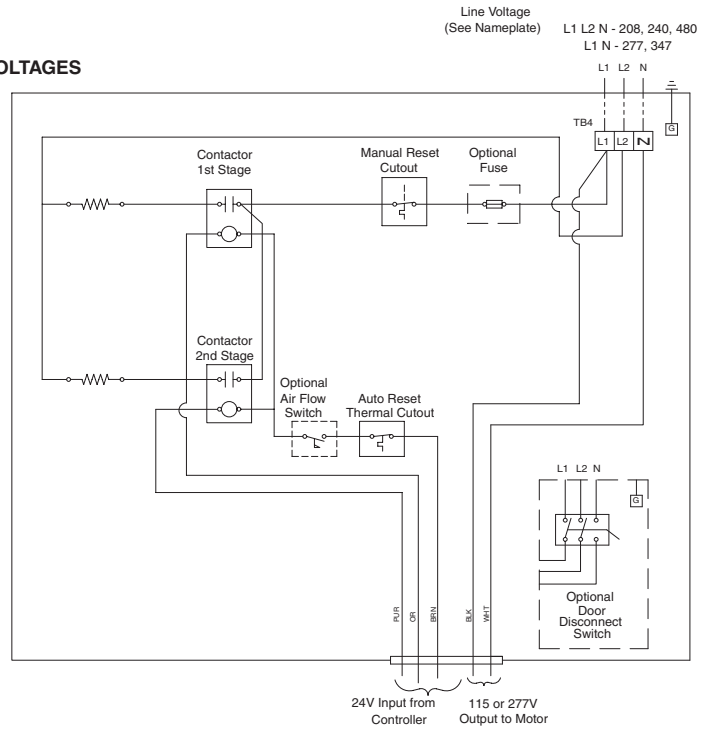 Line Voltage
(See Nameplate)
L1 L2 N - 208, 240, 480
L1 N - 277, 347
OLTAGES
L1 L2 N
G
TB4
L1 L2 N
Contactor
1st Stage
Manual Reset
Cutout
Optional
Fuse
Contactor
2nd Stage
Optional
Air Flow
Switch
Auto Reset
Thermal Cutout
L1 L2 N
G
Optional
Door
Disconnect
Switch
PUR
OR
BRN
BLK
WHT
24V Input from
Controller
115 or 277V
Output to Motor